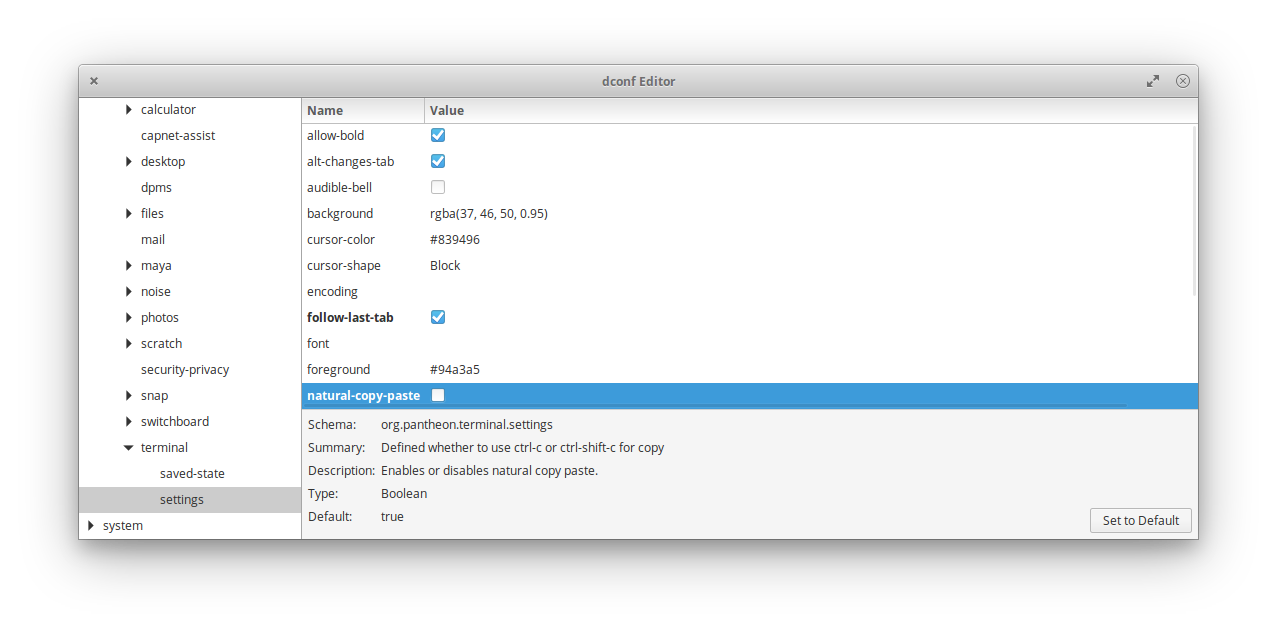 dconf Editor
calculator
capnet-assist
desktop
dpms
files
mail
maya
noise
photos
scratch
security-privacy
snap
switchboard
terminal
saved-state
settings
system
Name Value
allow-bold
alt-changes-tab
audible-bell
background rgba(37, 46, 50, 0.95)
cursor-color #839496
cursor-shape Block
encoding
follow-last-tab
font
foreground #94a3a5
natural-copy-paste
Schema: org.pantheon.terminal.settings
Summary: Defined whether to use ctrl-c or ctrl-shift-c for copy
Description: Enables or disables natural copy paste.
Type: Boolean
Default: true
Set to Default